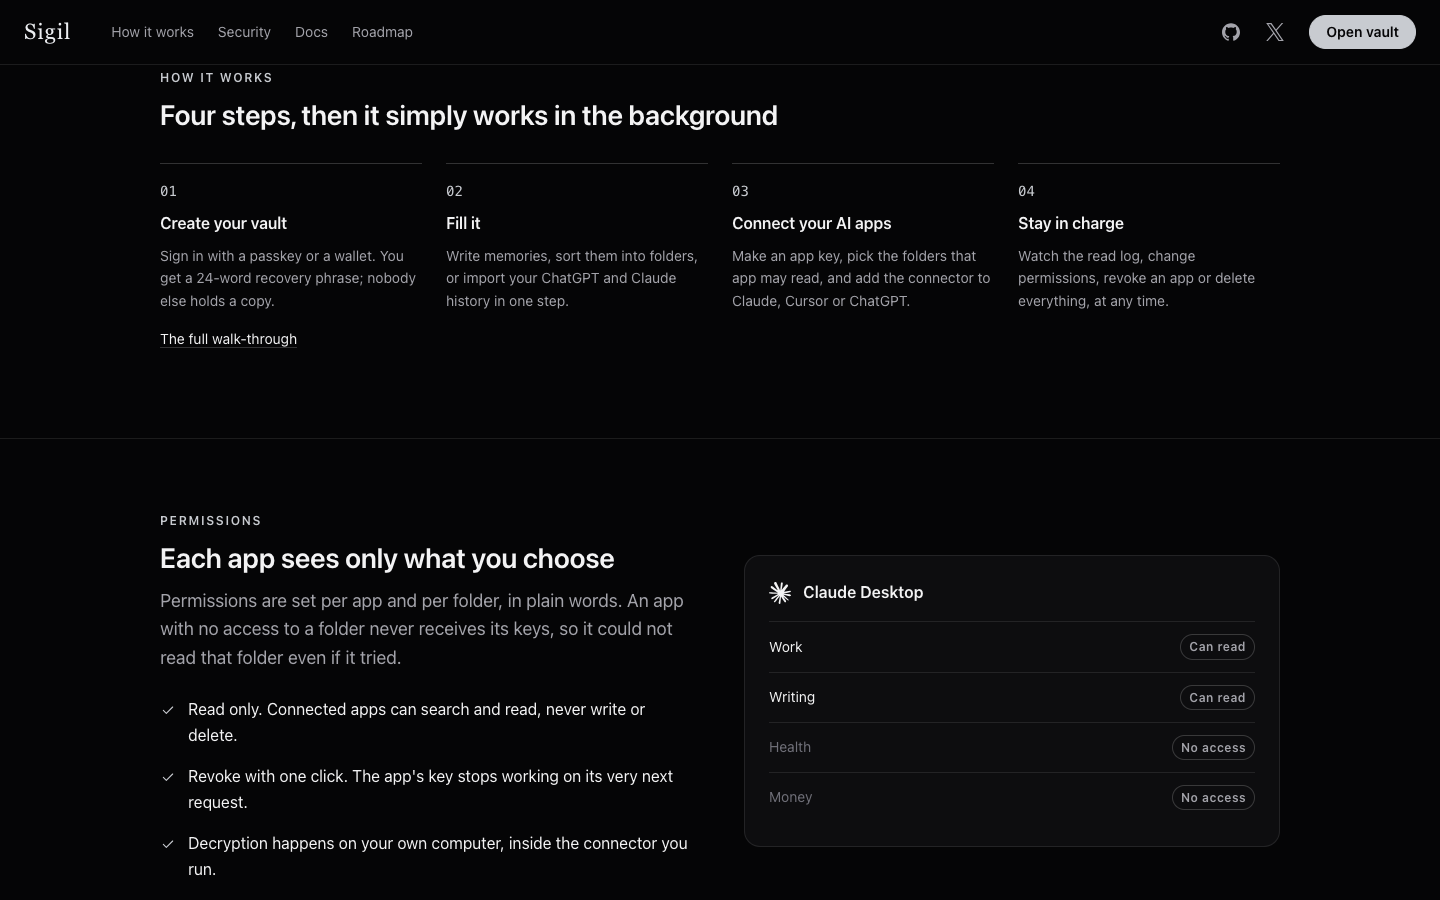 Sigil
How it works
Security
Docs
Roadmap
Open vault
HOW IT WORKS
Four steps, then it simply works in the background
01
Create your vault
Sign in with a passkey or a wallet. You
get a 24-word recovery phrase; nobody
else holds a copy.
02
Fill it
Write memories, sort them into folders,
or import your ChatGPT and Claude
history in one step.
03
Connect your AI apps
Make an app key, pick the folders that
app may read, and add the connector to
Claude, Cursor or ChatGPT.
04
Stay in charge
Watch the read log, change
permissions, revoke an app or delete
everything, at any time.
The full walk-through
PERMISSIONS
Each app sees only what you choose
Permissions are set per app and per folder, in plain words. An app
with no access to a folder never receives its keys, so it could not
read that folder even if it tried.
Read only. Connected apps can search and read, never write or
delete.
Revoke with one click. The app's key stops working on its very next
request.
Decryption happens on your own computer, inside the connector you
run.
Claude Desktop
Work
Can read
Writing
Can read
Health
No access
Money
No access